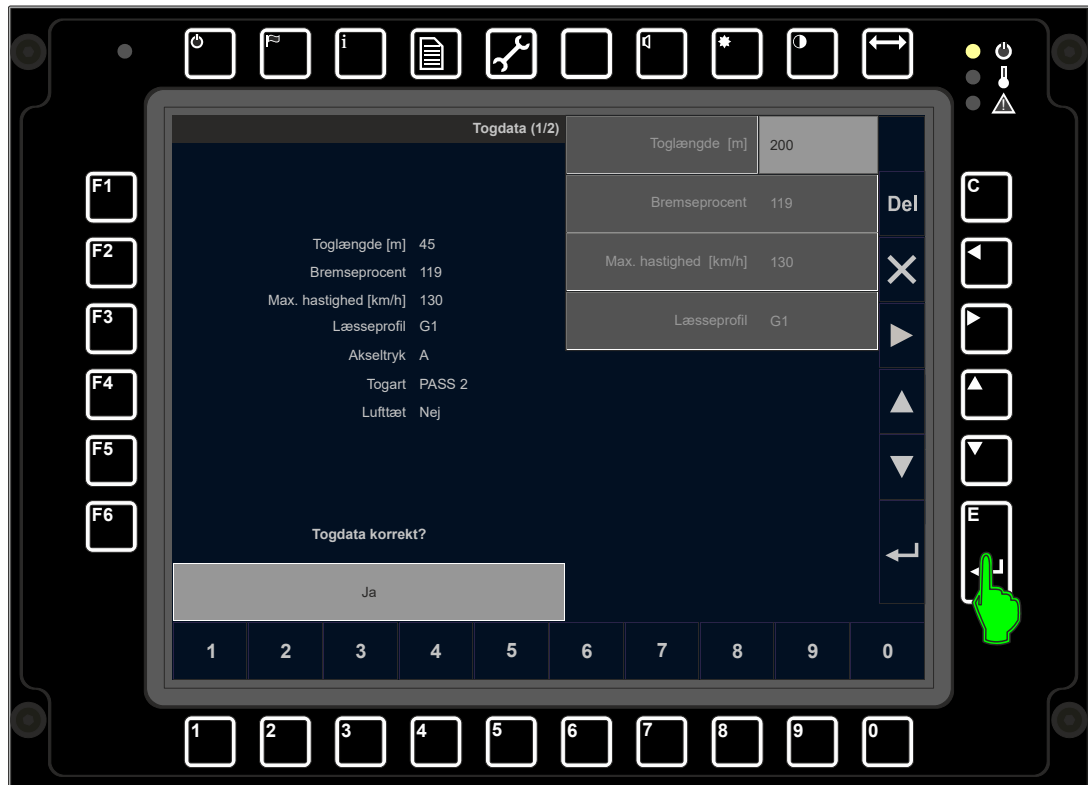 i
Togdata (1/2)
Toglængde [m] 200
Bremseprocent 119
Max. hastighed [km/h] 130
Læsseprofil G1
Toglængde [m] 45
Bremseprocent 119
Max. hastighed [km/h] 130
Læsseprofil G1
Akseltryk A
Togart PASS 2
Lufttæt Nej
Togdata korrekt?
Ja
Del
1 2 3 4 5 6 7 8 9 0
F1
F2
F3
F4
F5
F6
C
E
1 2 3 4 5 6 7 8 9 0